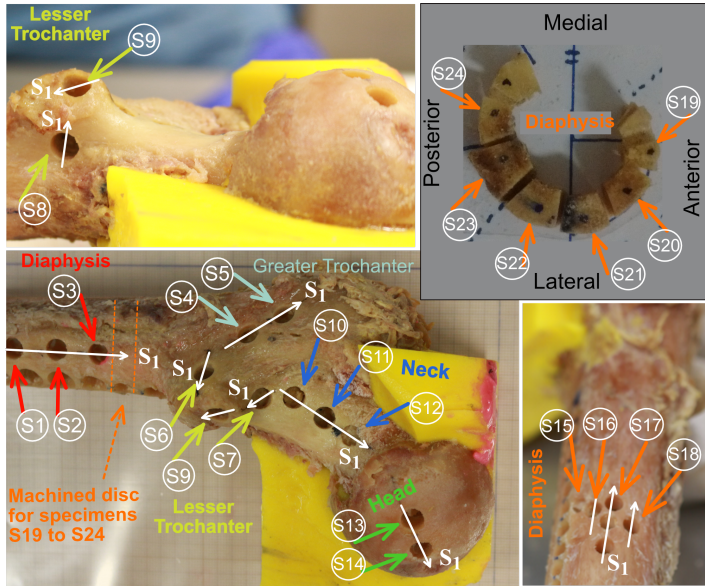 Lesser
Trochanter
S9
S1
S1
S8
Medial
S24
S19
Diaphysis
Posterior
Anterior
S23
S20
S22
S21
Lateral
Diaphysis
S3
S5
Greater Trochanter
S4
S1
S10
S11
Neck
S1
S1
S12
S1 S2
S6
S9
S7
S1
Lesser
Trochanter
Machined disc
for specimens
S19 to S24
Head
S13
S1
S14
S15
S16
S17
S18
Diaphysis
S1